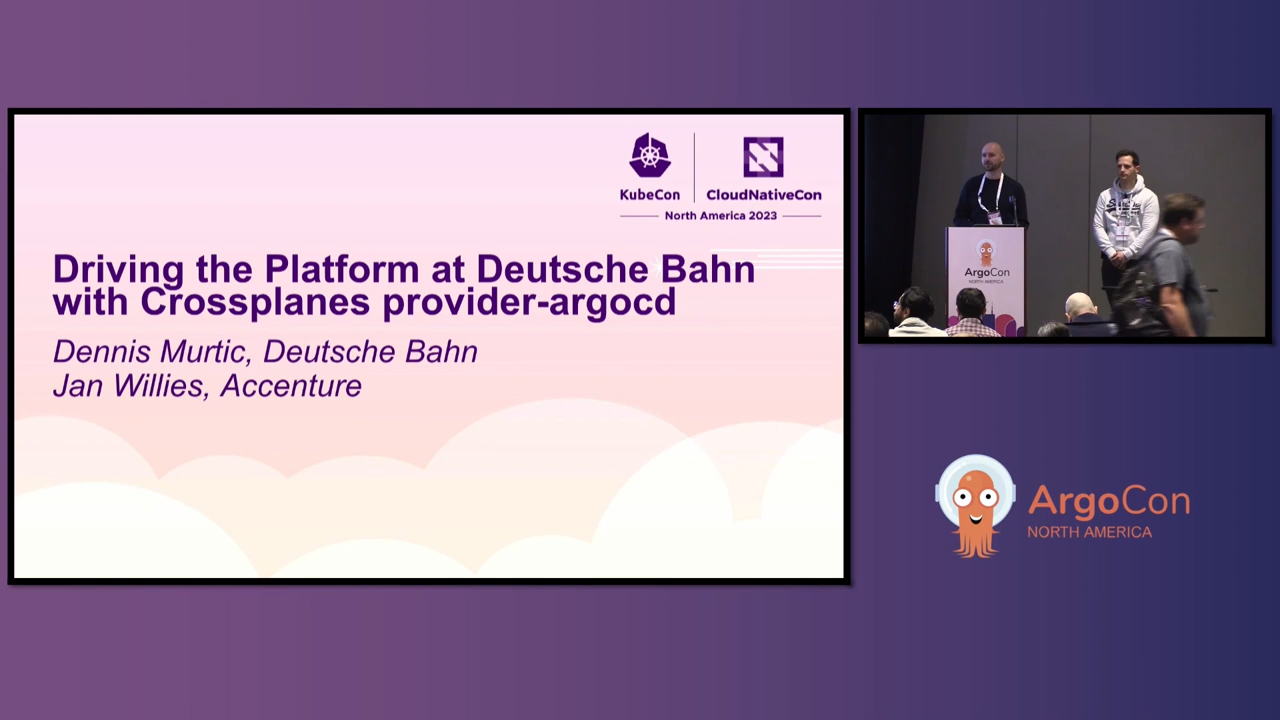 KubeCon
CloudNativeCon
North America 2023
Driving the Platform at Deutsche Bahn
with Crossplanes provider-argocd
Dennis Murtic, Deutsche Bahn
Jan Willies, Accenture
ArgoCon
NORTH AMERICA
ArgoCon
NORTH AMERICA